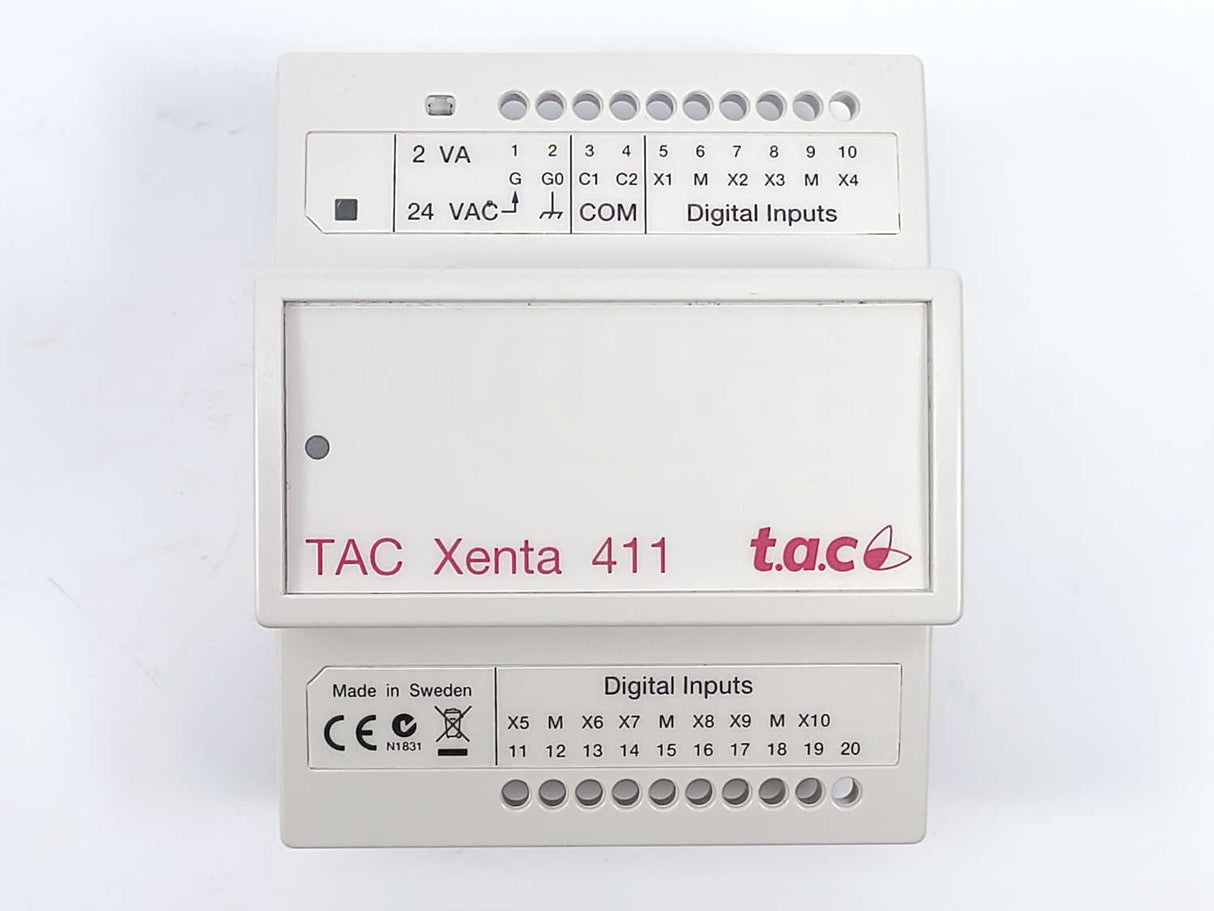 2 VA 1 2 3 4 5 6 7 8 9 10
G G0 C1 C2 X1 M X2 X3 M X4
24 VAC COM Digital Inputs
TAC Xenta 411 t.a.c
Made in Sweden Digital Inputs
X5 M X6 X7 M X8 X9 M X10
CE N1831 11 12 13 14 15 16 17 18 19 20